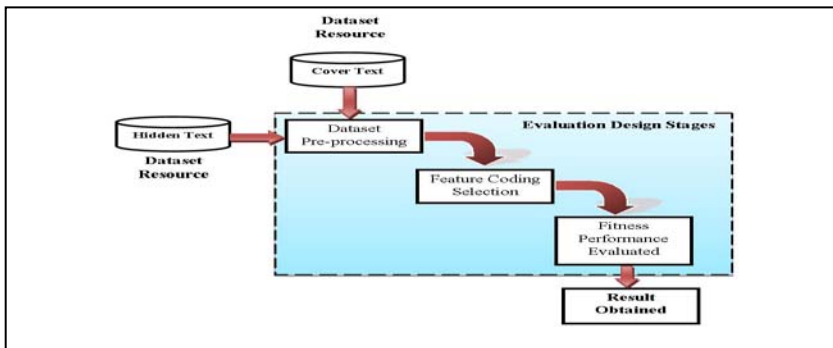 Dataset
Resource
Cover Text
Hidden Text
Dataset
Resource
Evaluation Design Stages
Dataset
Pre-processing
Feature Coding
Selection
Fitness
Performance
Evaluated
Result
Obtained